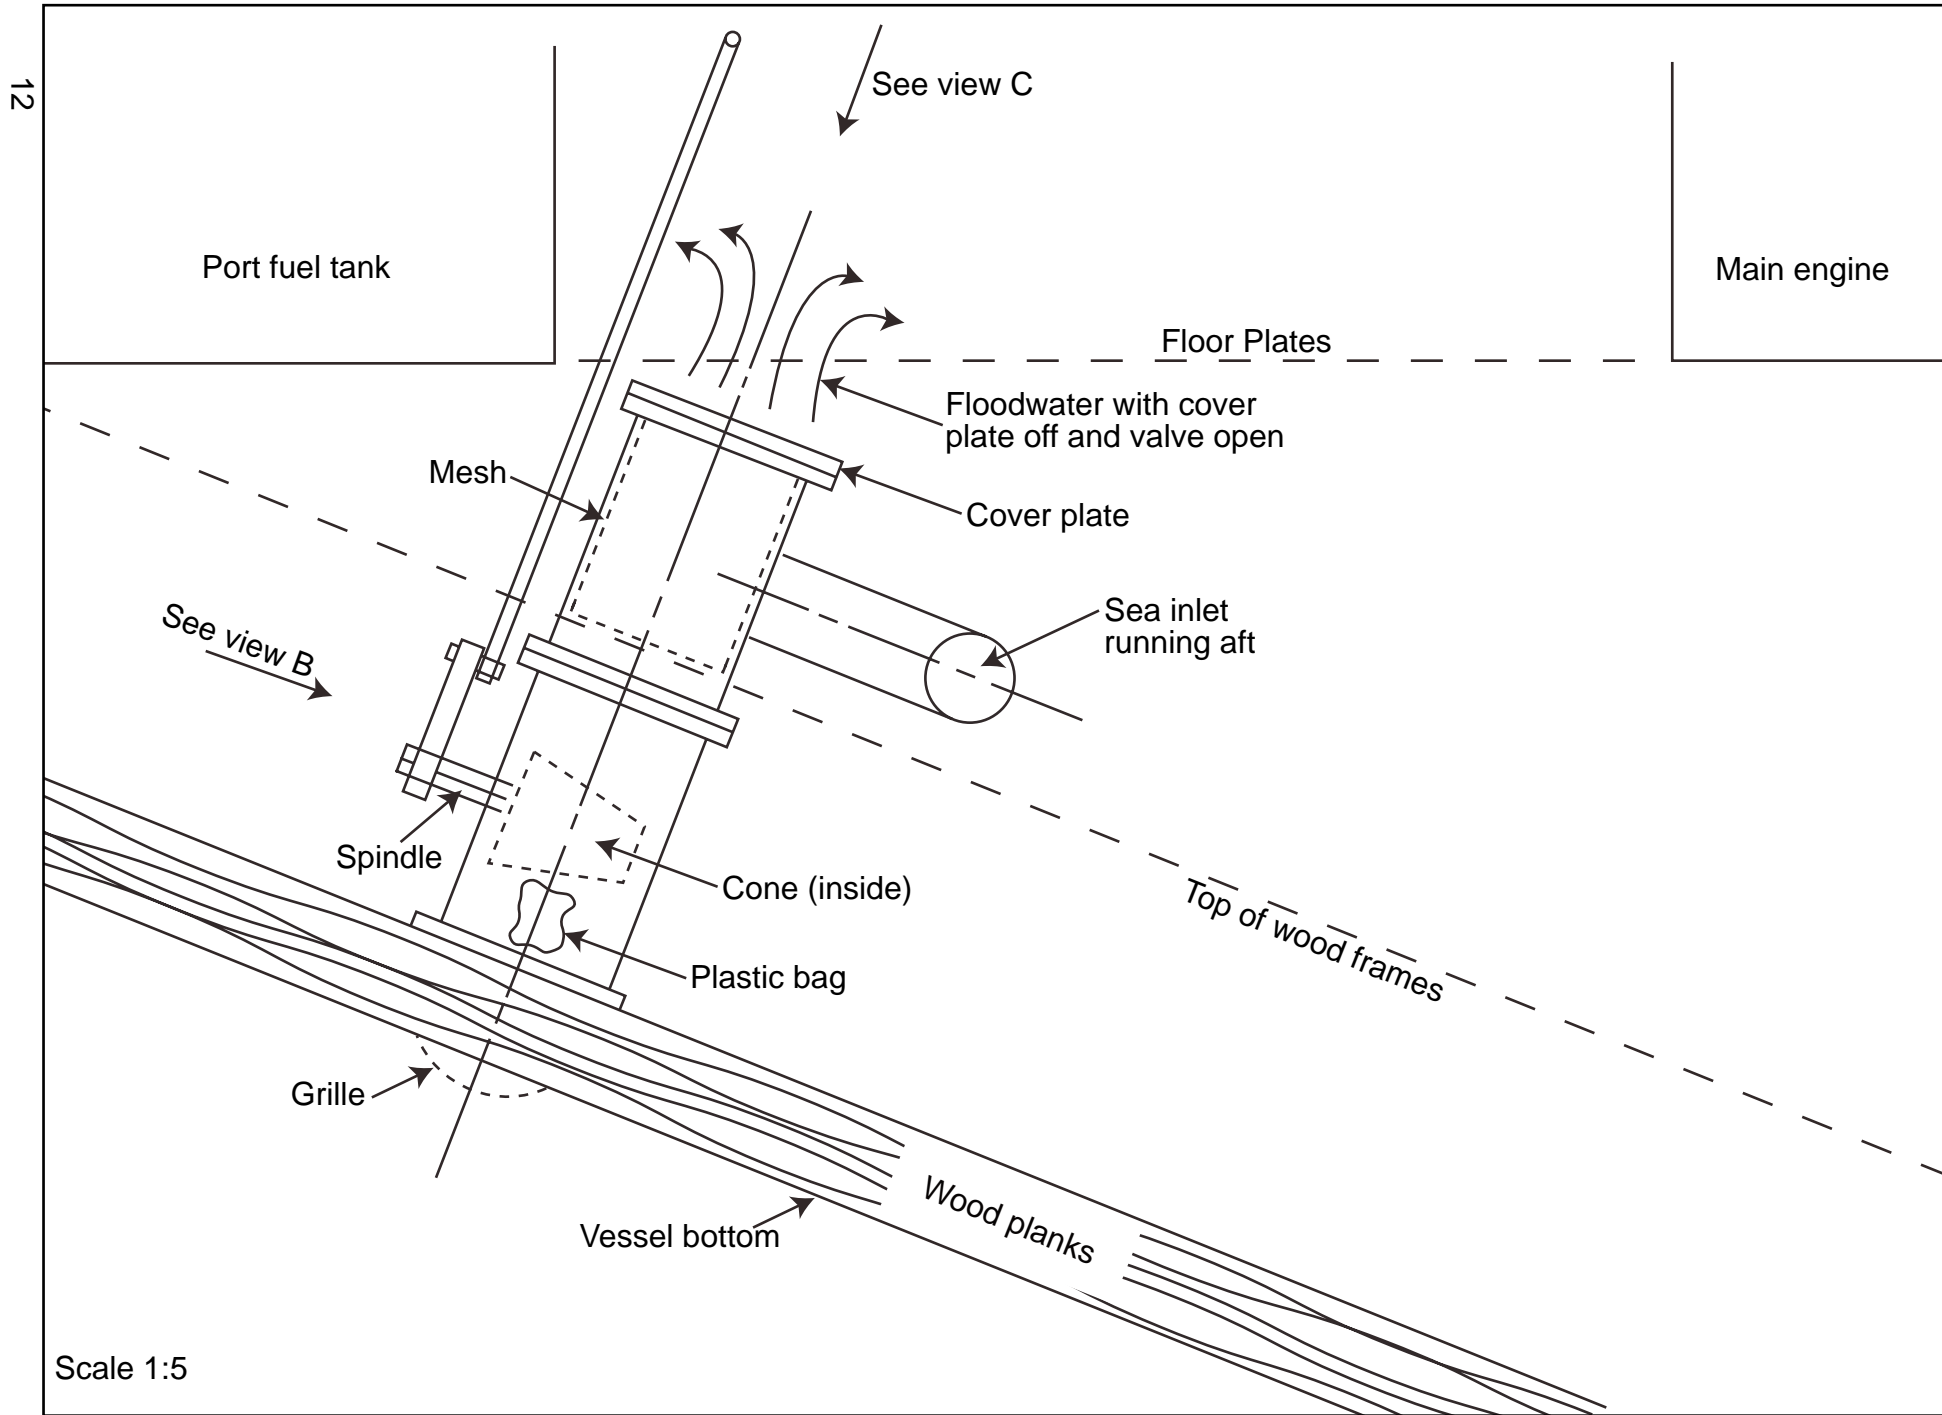 12
See view C
Port fuel tank
Main engine
Floor Plates
Floodwater with cover
plate off and valve open
Mesh
Cover plate
See view B
Sea inlet
running aft
Spindle
Cone (inside)
Top of wood frames
Plastic bag
Grille
Wood planks
Vessel bottom
Scale 1:5